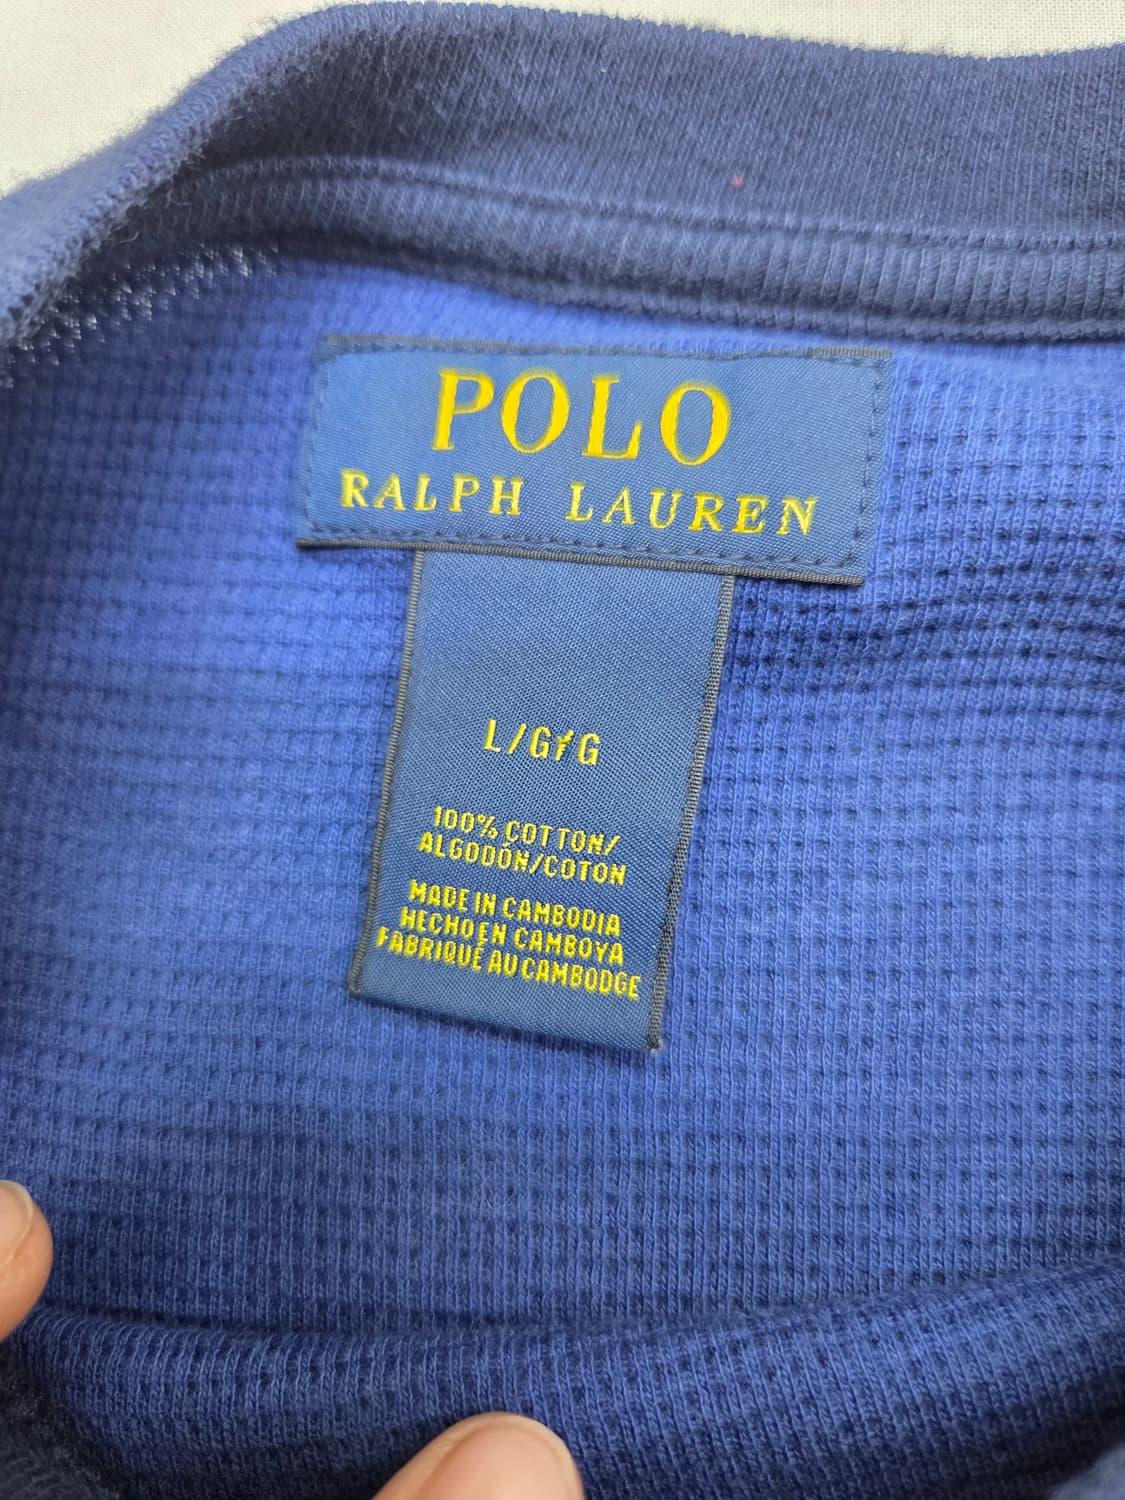 POLO
RALPH LAUREN
L/G/G
100% COTTON/
ALGODÓN/COTON
MADE IN CAMBODIA
HECHO EN CAMBOYA
FABRIQUÉ AU CAMBODGE